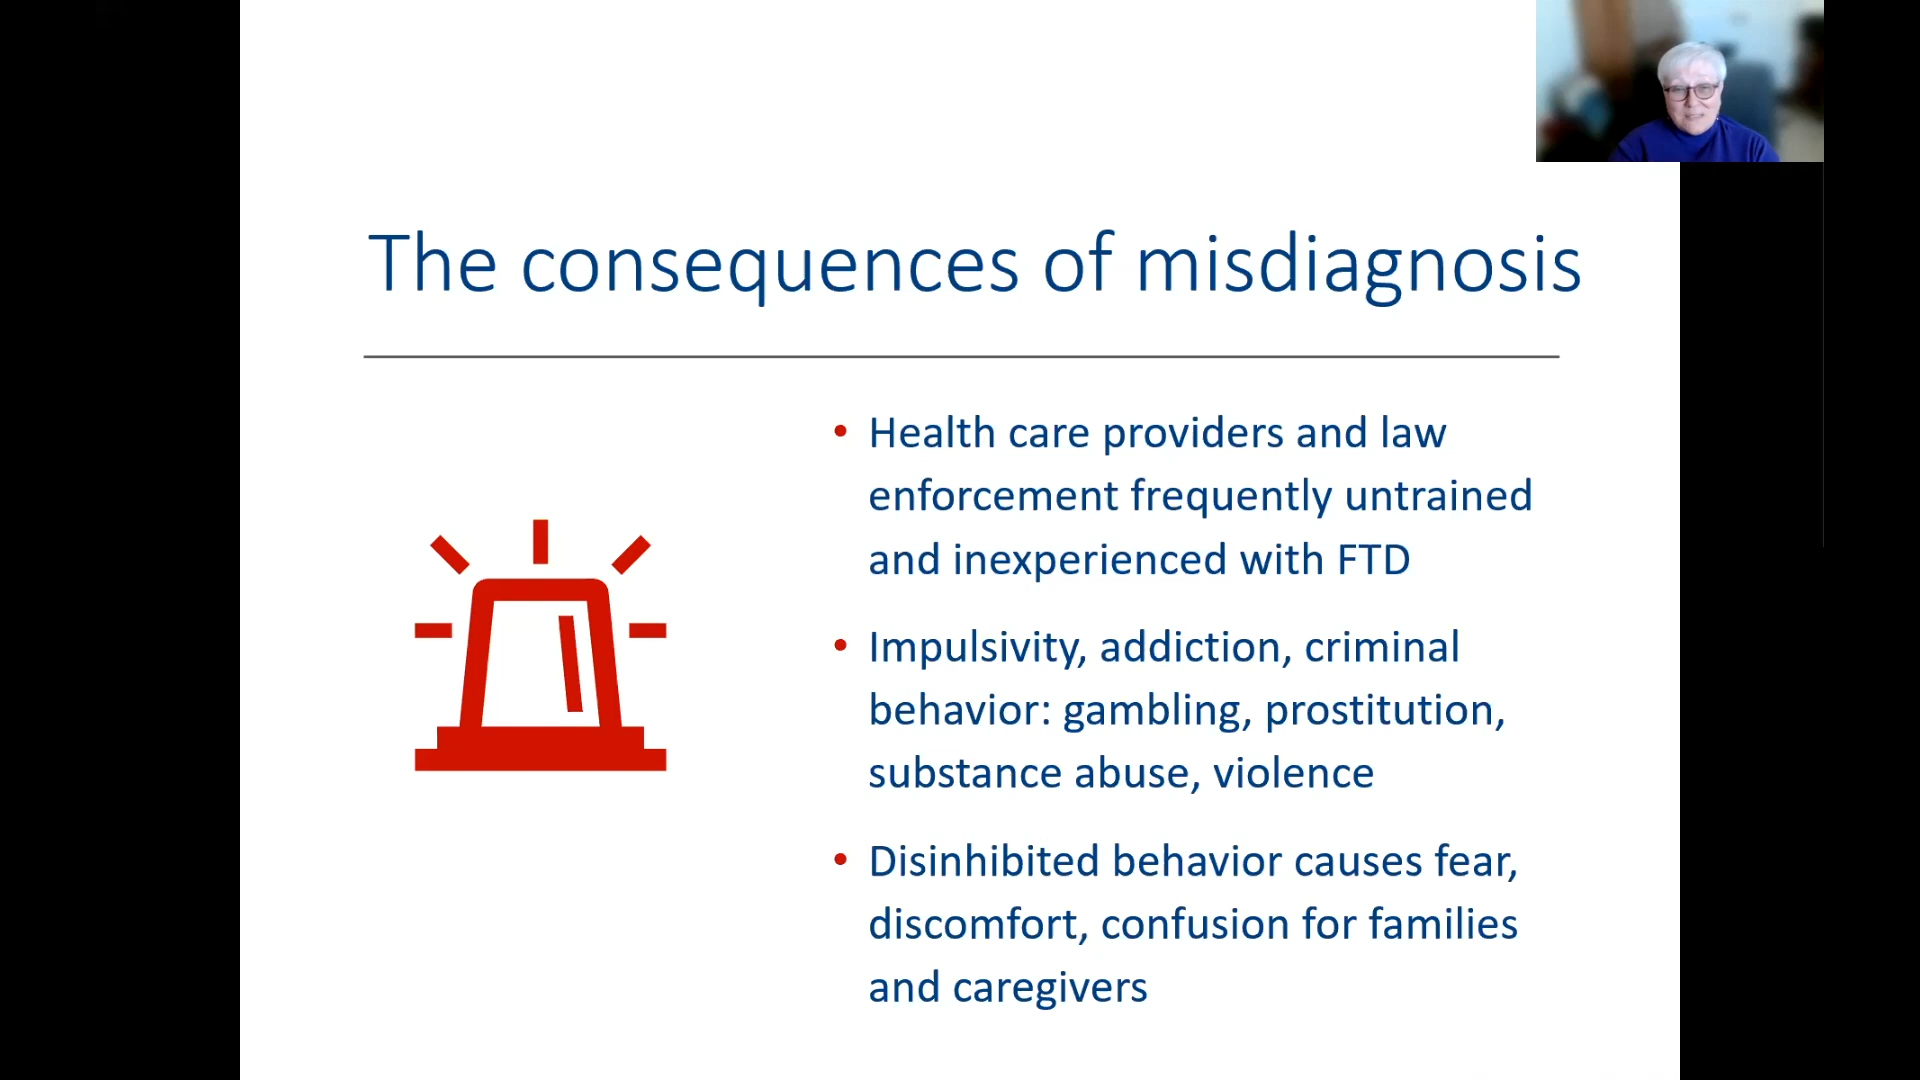 The consequences of misdiagnosis
• Health care providers and law
enforcement frequently untrained
and inexperienced with FTD
• Impulsivity, addiction, criminal
behavior: gambling, prostitution,
substance abuse, violence
• Disinhibited behavior causes fear,
discomfort, confusion for families
and caregivers